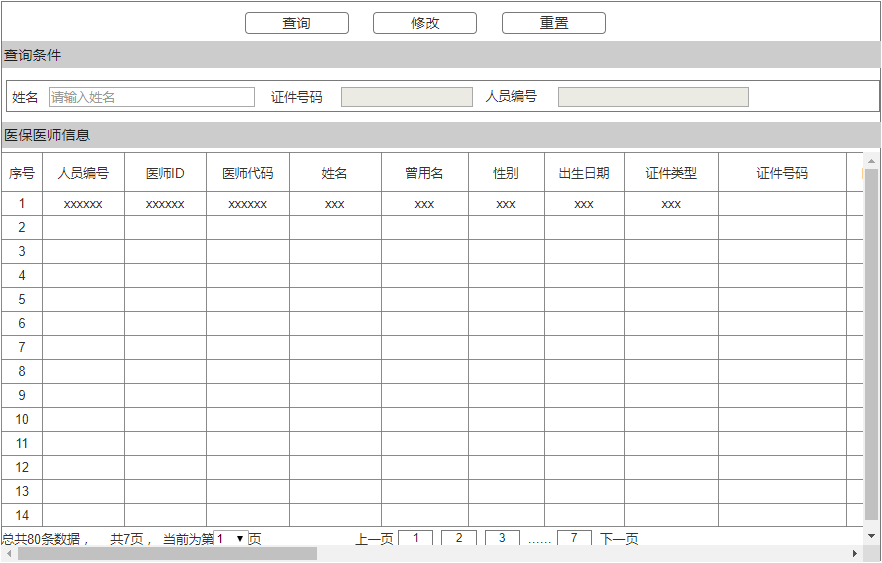 查询 修改 重置
查询条件
姓名 请输入姓名 证件号码 人员编号
医保医师信息
序号 人员编号 医师ID 医师代码 姓名 曾用名 性别 出生日期 证件类型 证件号码
1 xxxxxx xxxxxx xxxxxx xxx xxx xxx xxx xxx
2
3
4
5
6
7
8
9
10
11
12
13
14
总共80条数据， 共7页， 当前为第 1 页 上一页 1 2 3 ...... 7 下一页